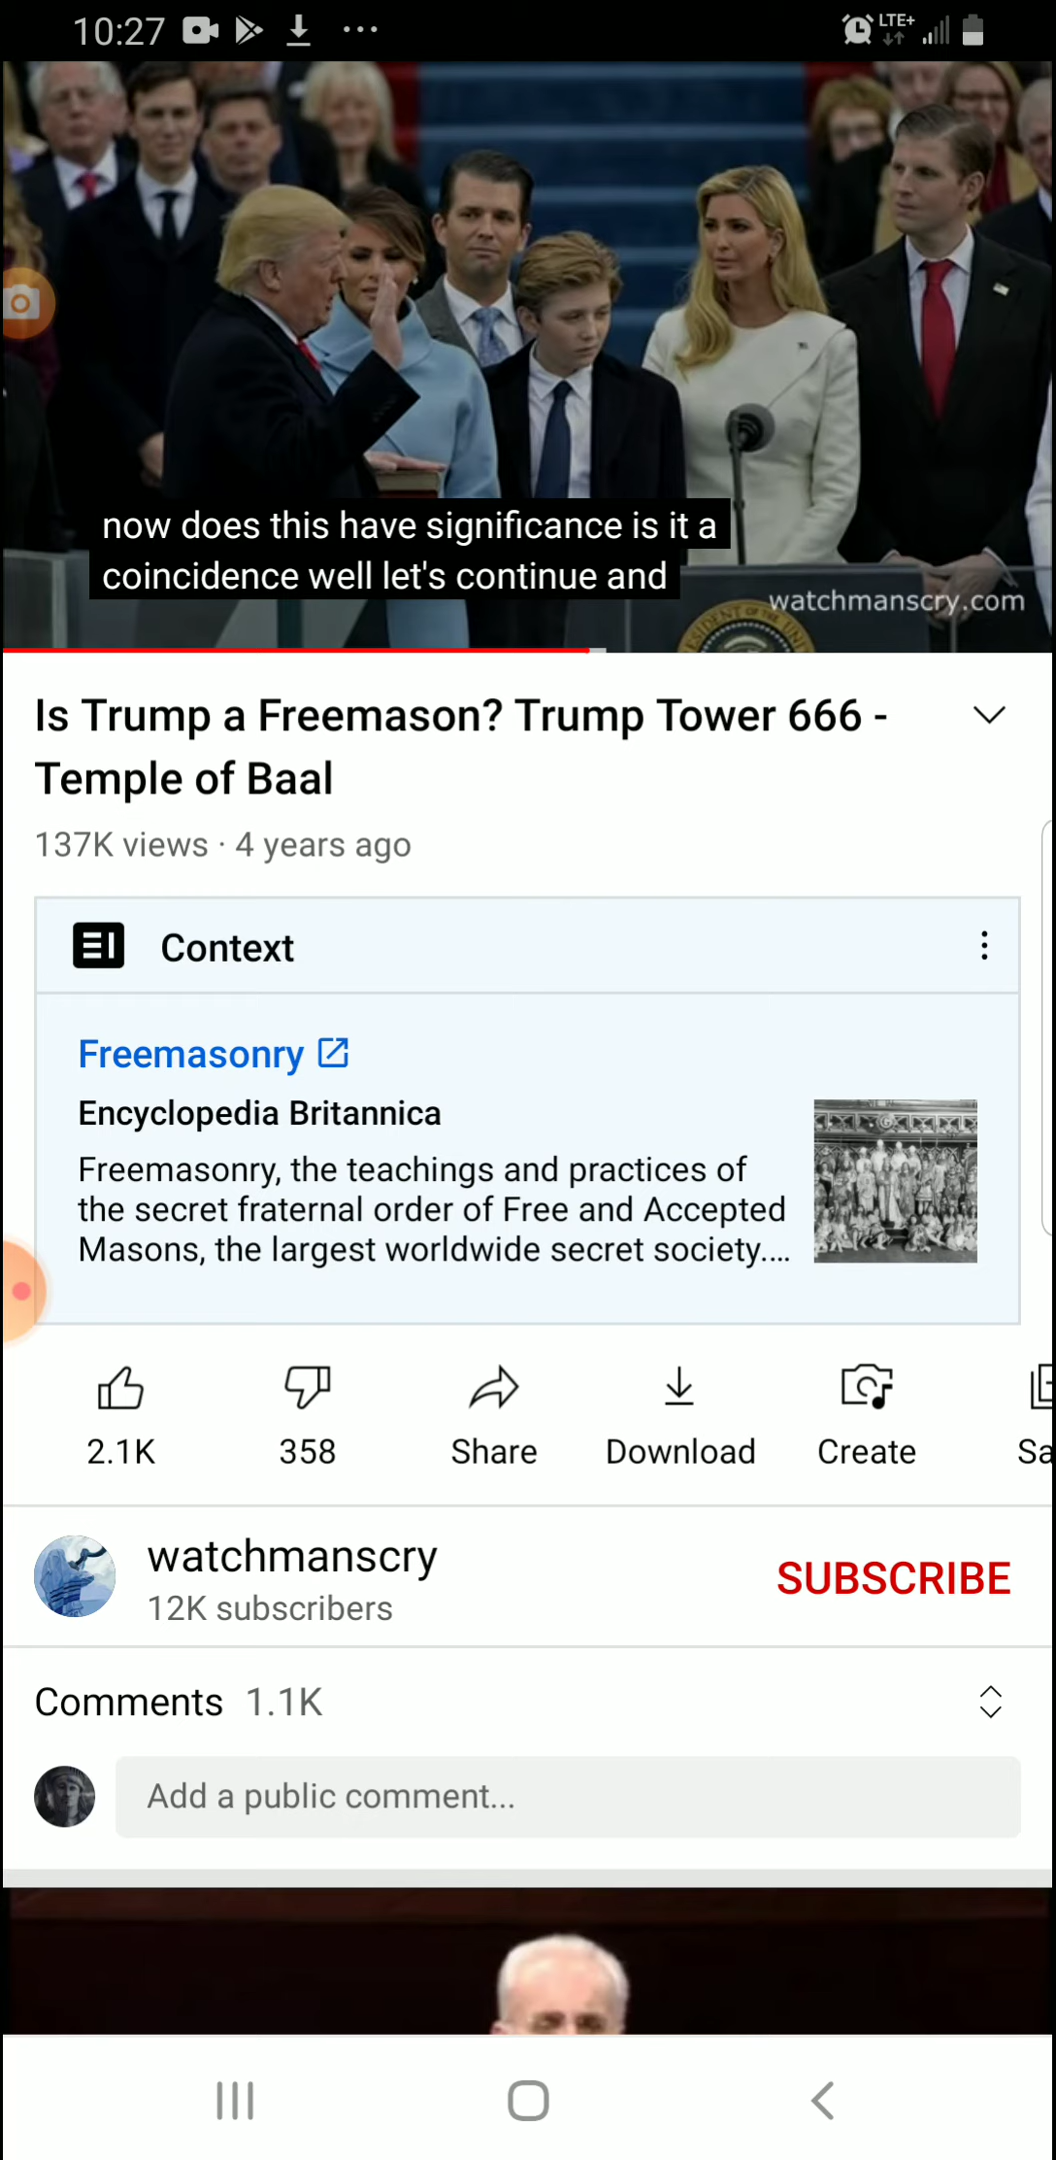 10:27
LTE+
now does this have significance is it a
coincidence well let's continue and
watchmanscry.com
Is Trump a Freemason? Trump Tower 666 -
Temple of Baal
137K views · 4 years ago
Context
Freemasonry
Encyclopedia Britannica
Freemasonry, the teachings and practices of
the secret fraternal order of Free and Accepted
Masons, the largest worldwide secret society....
2.1K
358
Share
Download
Create
Sa
watchmanscry
12K subscribers
SUBSCRIBE
Comments 1.1K
Add a public comment...